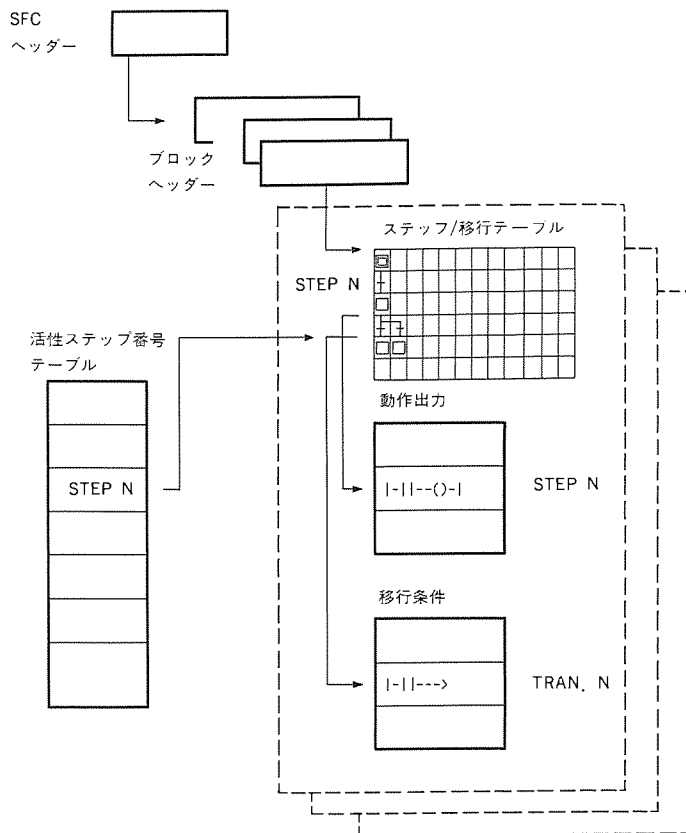 SFC
ヘッダー
ブロック
ヘッダー
ステップ/移行テーブル
STEP N
活性ステップ番号
テーブル
STEP N
動作出力
|-||--()-|
STEP N
移行条件
|-||--->
TRAN. N